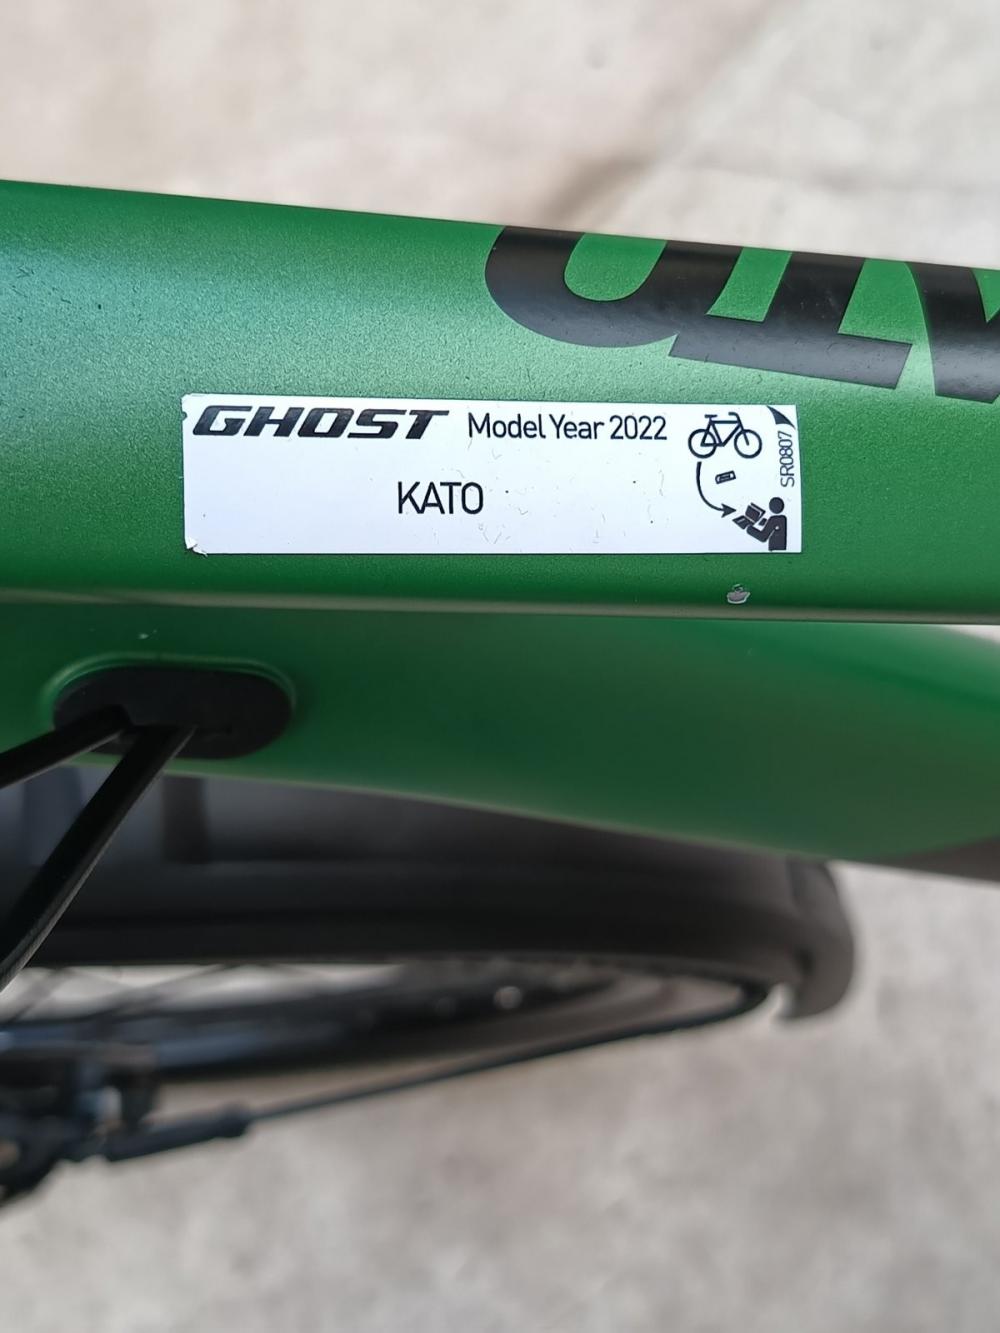 GHOST Model Year 2022
KATO
SR0807